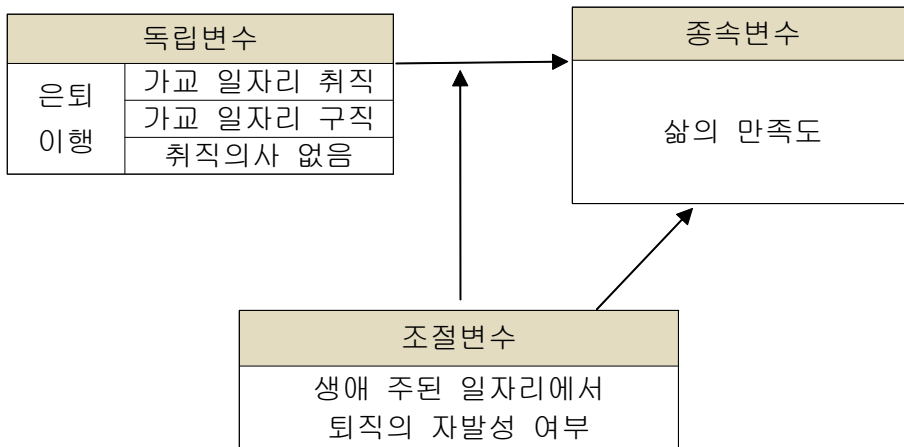 독립변수
은퇴
이행
가교 일자리 취직
가교 일자리 구직
취직의사 없음
종속변수
삶의 만족도
조절변수
생애 주된 일자리에서
퇴직의 자발성 여부